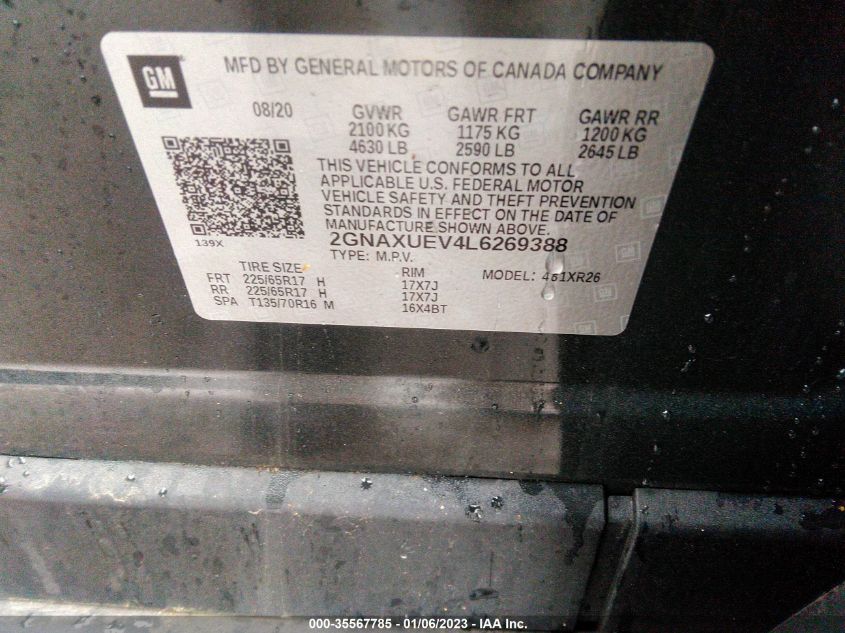 GM
MFD BY GENERAL MOTORS OF CANADA COMPANY
08/20 GVWR GAWR FRT GAWR RR
2100 KG 1175 KG 1200 KG
4630 LB 2590 LB 2645 LB
THIS VEHICLE CONFORMS TO ALL
APPLICABLE U.S. FEDERAL MOTOR
VEHICLE SAFETY AND THEFT PREVENTION
STANDARDS IN EFFECT ON THE DATE OF
MANUFACTURE SHOWN ABOVE.
139X
2GNAXUEV4L6269388
TYPE: M.P.V.
TIRE SIZE RIM MODEL: 461XR26
FRT 225/65R17 H 17X7J
RR 225/65R17 H 17X7J
SPA T135/70R16 M 16X4BT
000-35567785 - 01/06/2023 - IAA Inc.